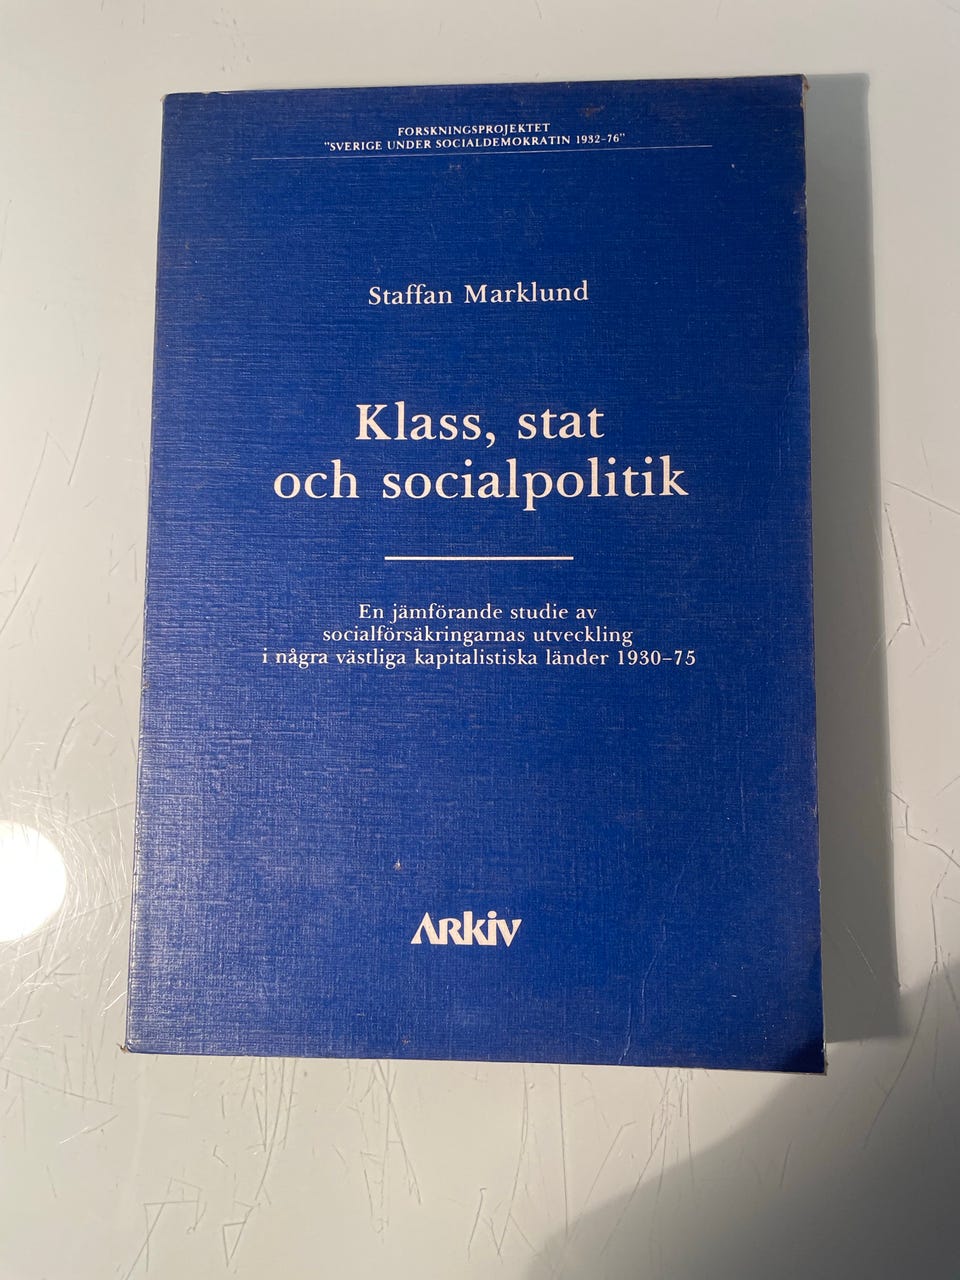 FORSKNINGSPROJEKTET
"SVERIGE UNDER SOCIALDEMOKRATIN 1932–76"
Staffan Marklund
Klass, stat
och socialpolitik
En jämförande studie av
socialförsäkringarnas utveckling
i några västliga kapitalistiska länder 1930–75
ARkiv